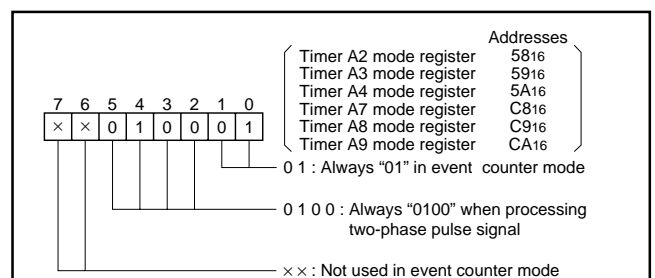 Addresses
Timer A2 mode register 5816
Timer A3 mode register 5916
Timer A4 mode register 5A16
Timer A7 mode register C816
Timer A8 mode register C916
Timer A9 mode register CA16
7 6 5 4 3 2 1 0
× × 0 1 0 0 0 1
0 1 : Always “01” in event counter mode
0 1 0 0 : Always “0100” when processing
two-phase pulse signal
×× : Not used in event counter mode